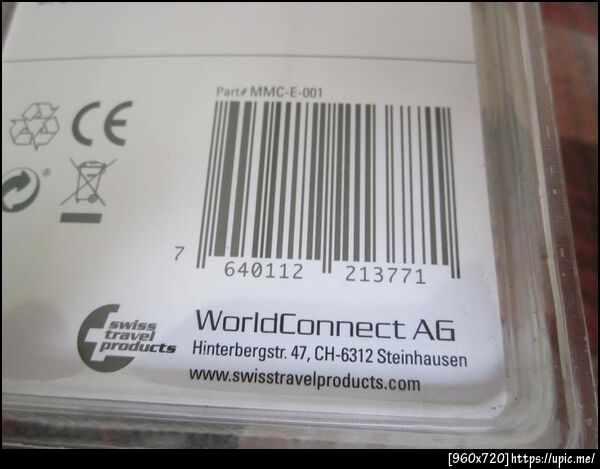 Part# MMC-E-001
CE
7 640112 213771
swiss
travel
products
WorldConnect AG
Hinterbergstr. 47, CH-6312 Steinhausen
www.swisstravelproducts.com
[960x720]https://upic.me/